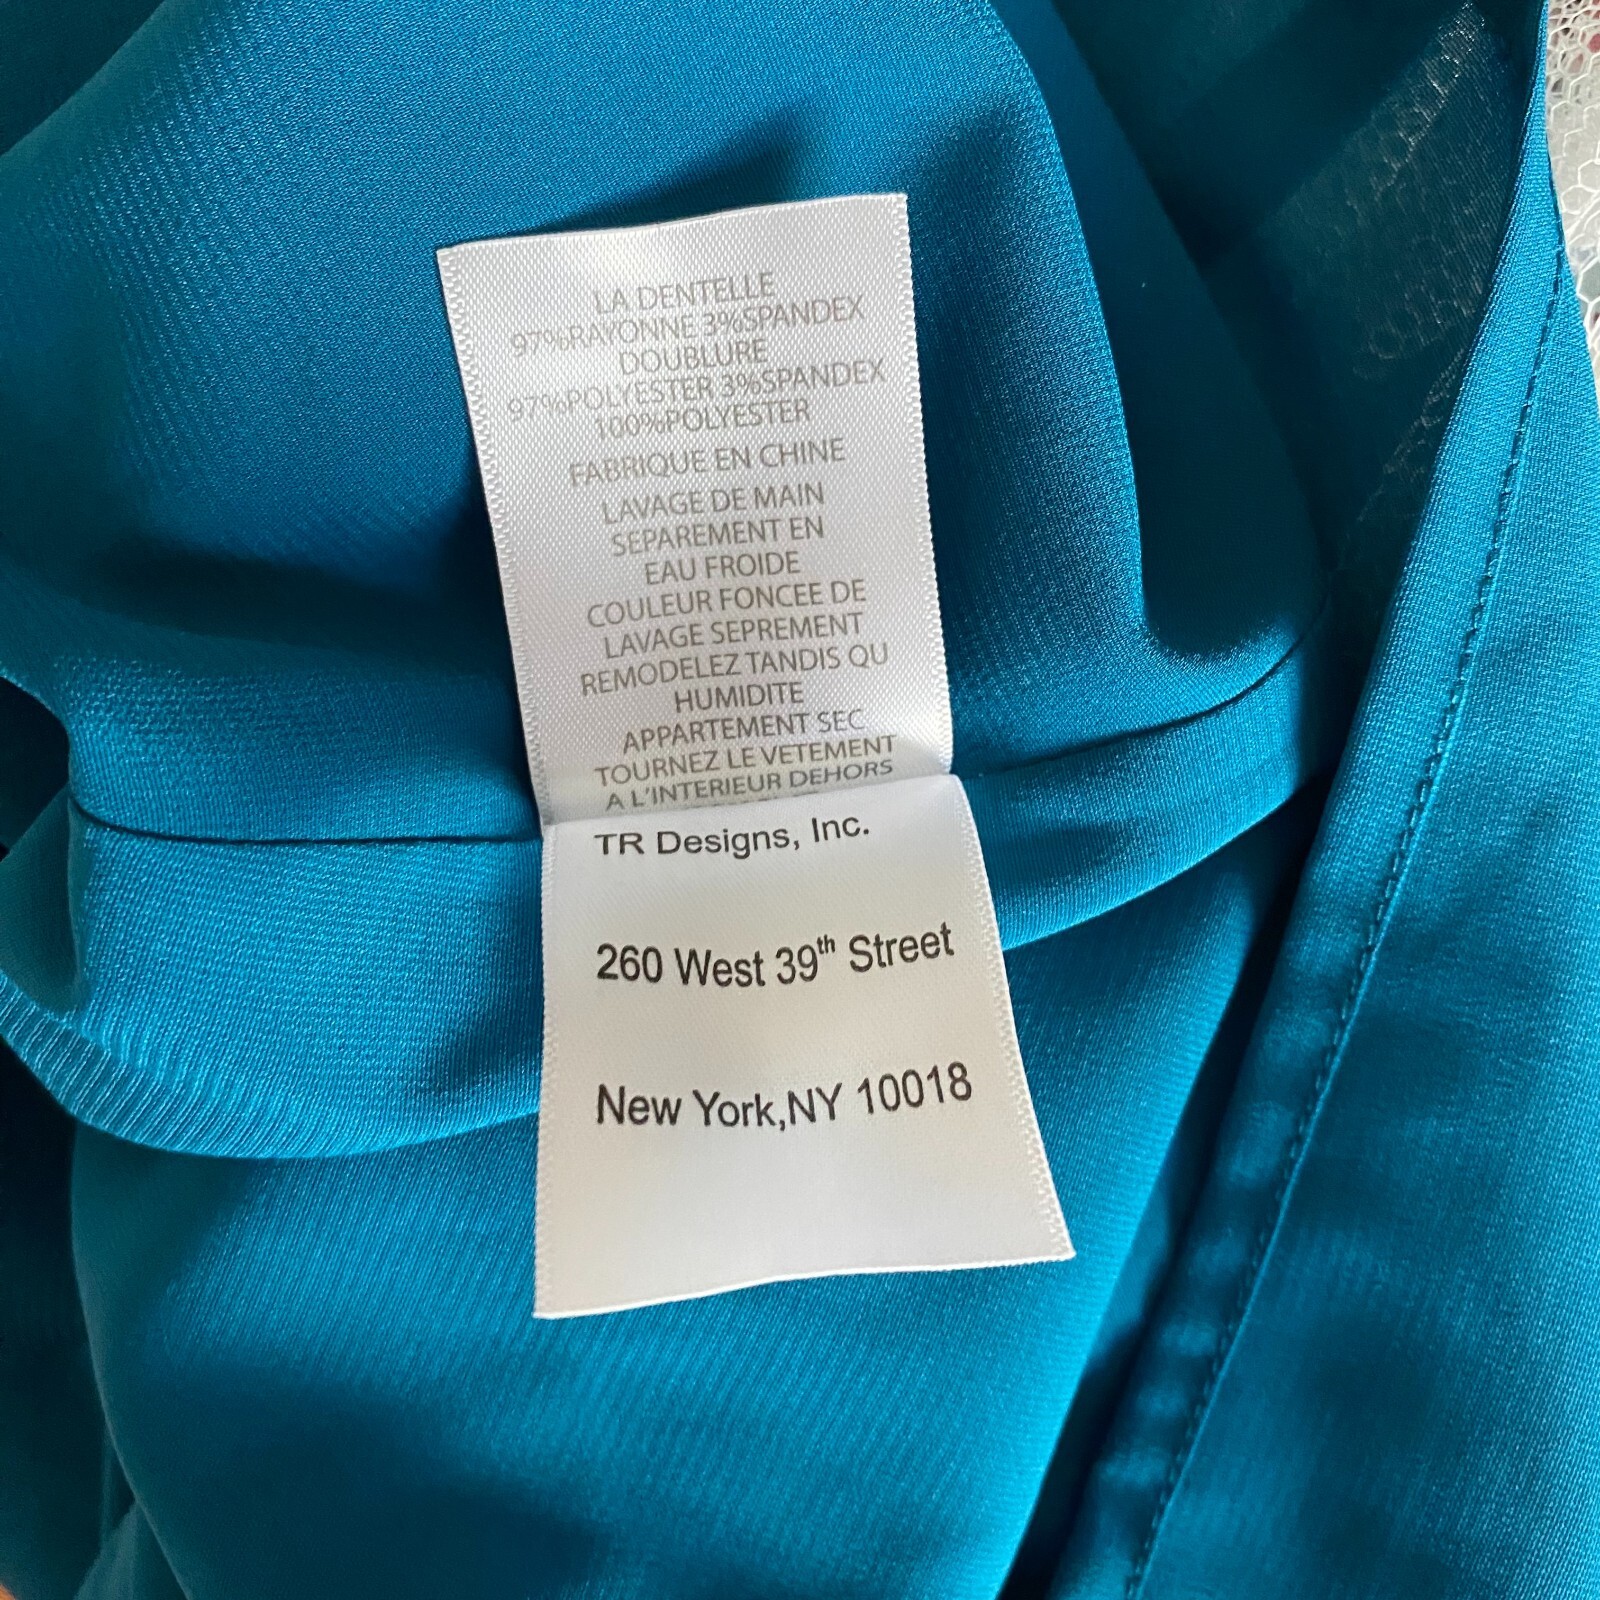 LA DENTELLE
97%RAYONNE 3%SPANDEX
DOUBLURE
97%POLYESTER 3%SPANDEX
100%POLYESTER
FABRIQUE EN CHINE
LAVAGE DE MAIN
SEPAREMENT EN
EAU FROIDE
COULEUR FONCEE DE
LAVAGE SEPREMENT
REMODELEZ TANDIS QU
HUMIDITE
APPARTEMENT SEC
TOURNEZ LE VETEMENT
A L'INTERIEUR DEHORS
TR Designs, Inc.
260 West 39th Street
New York,NY 10018